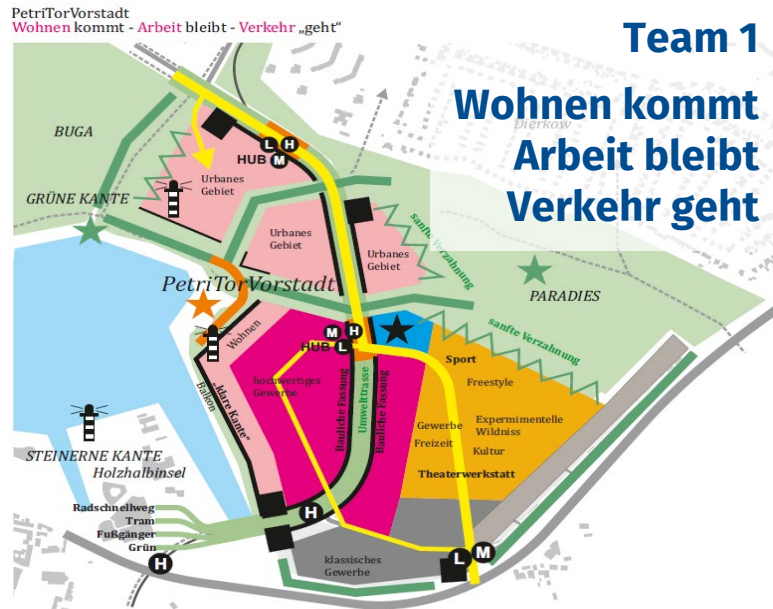 PetriTorVorstadt
Wohnen kommt - Arbeit bleibt - Verkehr „geht“
Team 1
Wohnen kommt
Arbeit bleibt
Verkehr geht
Dierkow
BUGA
L H
HUB M
Urbanes
Gebiet
GRÜNE KANTE
Urbanes
Gebiet
Urbanes
Gebiet
sanfte Verzahnung
PetriTorVorstadt
PARADIES
sanfte Verzahnung
Wohnen
M H
HUB L
hochwertiges
Gewerbe
„klare Kante“
Balkon
Bauliche Fassung
Umwelttrasse
Bauliche Fassung
Sport
Freestyle
Gewerbe
Freizeit
Expermimentelle
Wildniss
Kultur
Theaterwerkstatt
STEINERNE KANTE
Holzhalbinsel
Radschnellweg
Tram
Fußgänger
Grün
H
H
L M
klassisches
Gewerbe